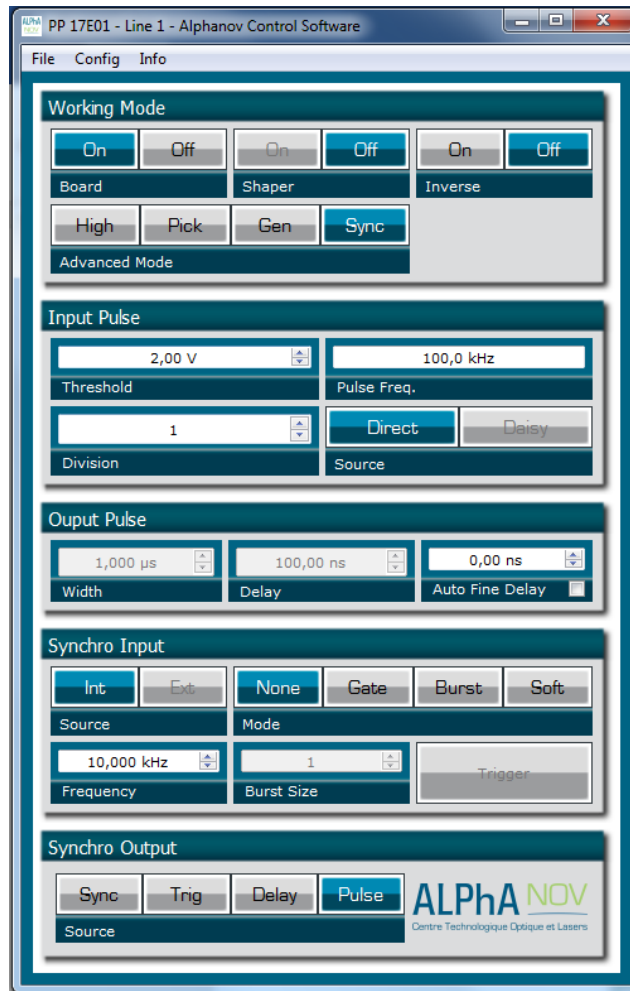 PP 17E01 - Line 1 - Alphanov Control Software
File Config Info
Working Mode
On Off On Off On Off
Board Shaper Inverse
High Pick Gen Sync
Advanced Mode
Input Pulse
2,00 V 100,0 kHz
Threshold Pulse Freq.
1 Direct Daisy
Division Source
Ouput Pulse
1,000 µs 100,00 ns 0,00 ns
Width Delay Auto Fine Delay
Synchro Input
Int Ext None Gate Burst Soft
Source Mode
10,000 kHz 1 Trigger
Frequency Burst Size
Synchro Output
Sync Trig Delay Pulse ALPhA NOV
Source Centre Technologique Optique et Lasers